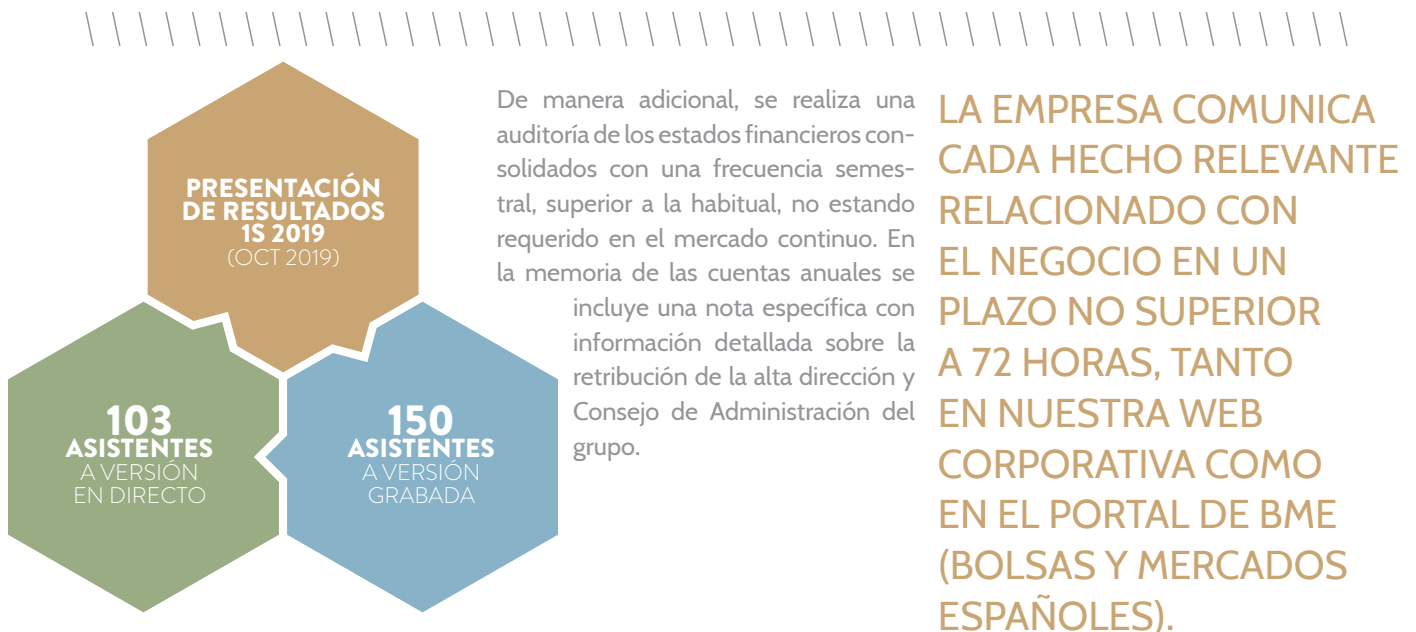 PRESENTACIÓN
DE RESULTADOS
1S 2019
(OCT 2019)
103
ASISTENTES
A VERSIÓN
EN DIRECTO
150
ASISTENTES
A VERSIÓN
GRABADA
De manera adicional, se realiza una
auditoría de los estados financieros con-
solidados con una frecuencia semes-
tral, superior a la habitual, no estando
requerido en el mercado continuo. En
la memoria de las cuentas anuales se
incluye una nota específica con
información detallada sobre la
retribución de la alta dirección y
Consejo de Administración del
grupo.
LA EMPRESA COMUNICA
CADA HECHO RELEVANTE
RELACIONADO CON
EL NEGOCIO EN UN
PLAZO NO SUPERIOR
A 72 HORAS, TANTO
EN NUESTRA WEB
CORPORATIVA COMO
EN EL PORTAL DE BME
(BOLSAS Y MERCADOS
ESPAÑOLES).